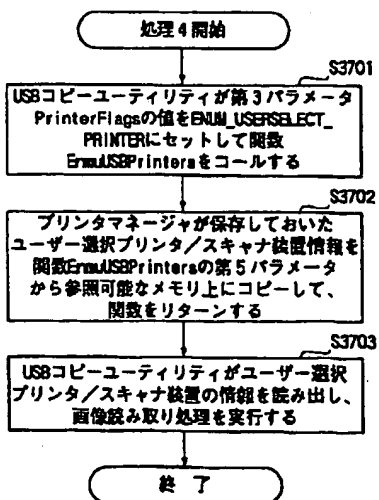 処理4開始
S3701
USBコピーユーティリティが第3パラメータ
PrinterFlagsの値をENUM_USERSELECT_
PRINTERにセットして関数
EnmuUSBPrintersをコールする
S3702
プリンタマネージャが保存しておいた
ユーザー選択プリンタ/スキャナ装置情報を
関数EnmuUSBPrintersの第5パラメータ
から参照可能なメモリ上にコピーして、
関数をリターンする
S3703
USBコピーユーティリティがユーザー選択
プリンタ/スキャナ装置の情報を読み出し、
画像読み取り処理を実行する
終了